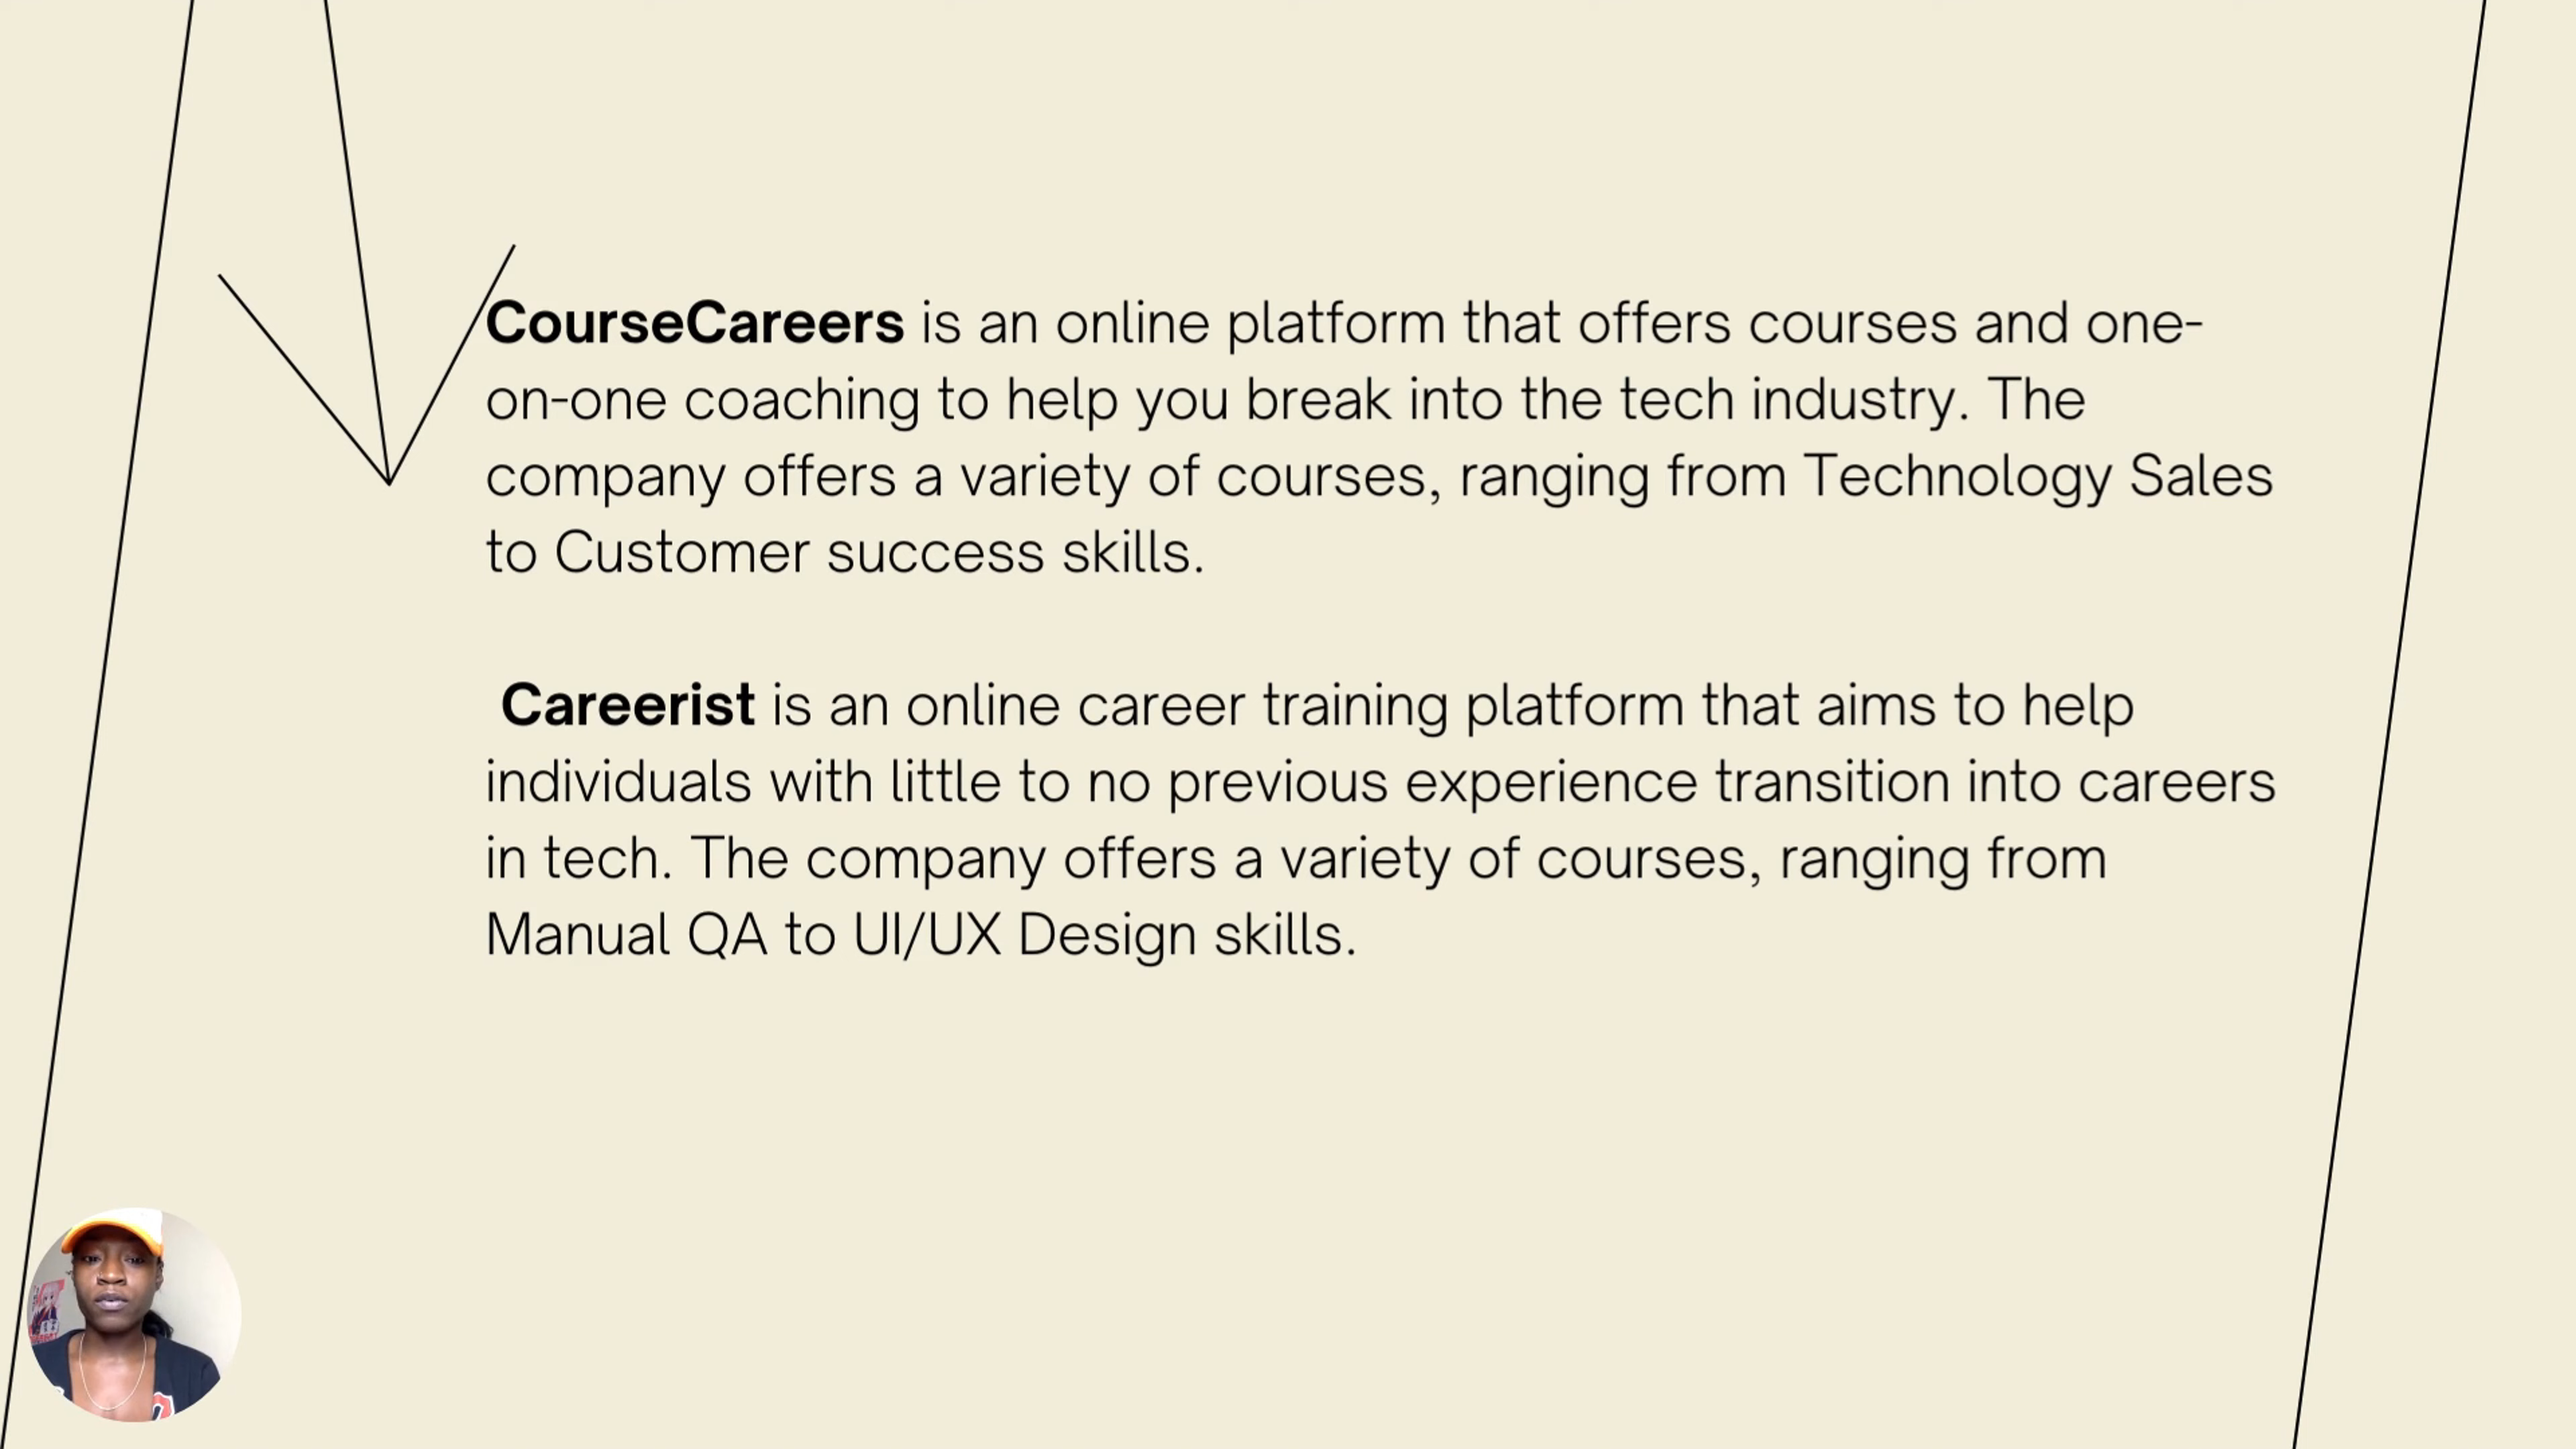 CourseCareers is an online platform that offers courses and one-
on-one coaching to help you break into the tech industry. The
company offers a variety of courses, ranging from Technology Sales
to Customer success skills.
Careerist is an online career training platform that aims to help
individuals with little to no previous experience transition into careers
in tech. The company offers a variety of courses, ranging from
Manual QA to UI/UX Design skills.